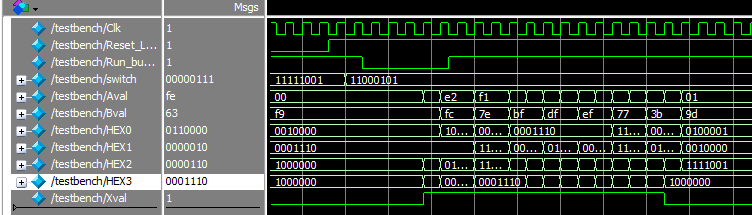 Msgs
/testbench/Clk 1
/testbench/Reset_L... 1
/testbench/Run_bu... 1
/testbench/switch 00000111 11111001 11000101
/testbench/Aval fe 00 e2 f1 01
/testbench/Bval 63 f9 fc 7e bf df ef 77 3b 9d
/testbench/HEX0 0110000 0010000 10... 00... 0001110 11... 00... 0100001
/testbench/HEX1 0000010 0001110 11... 00... 01... 00... 11... 01... 0010000
/testbench/HEX2 0000110 1000000 01... 11... 1111001
/testbench/HEX3 0001110 1000000 00... 0001110 1000000
/testbench/Xval 1